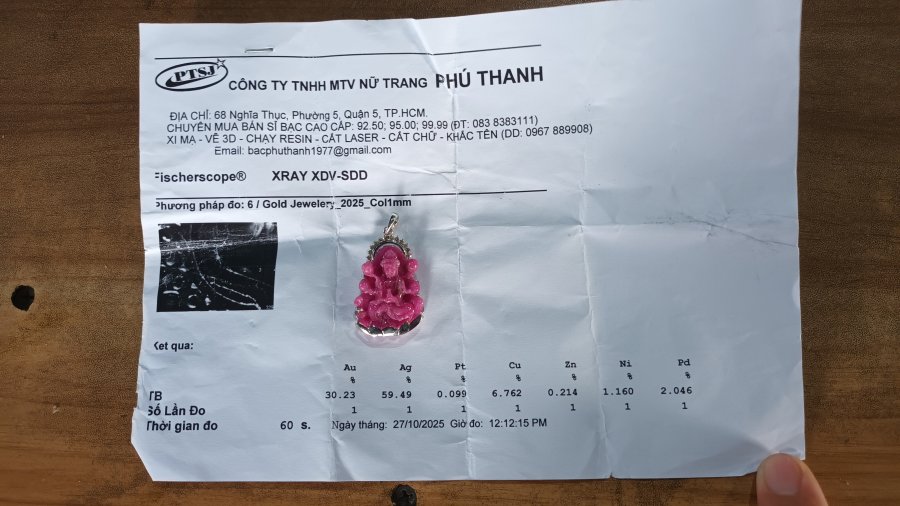 PTSJ
CÔNG TY TNHH MTV NỮ TRANG PHÚ THANH
ĐỊA CHỈ: 68 Nghĩa Thục, Phường 5, Quận 5, TP.HCM.
CHUYÊN MUA BÁN SỈ BẠC CAO CẤP: 92.50; 95.00; 99.99 (ĐT: 083 8383111)
XI MẠ - VẼ 3D - CHẠY RESIN - CẮT LASER - CẮT CHỮ - KHẮC TÊN (DD: 0967 889908)
Email: bacphuthanh1977@gmail.com
Fischerscope® XRAY XDV-SDD
Phương pháp đo: 6 / Gold Jewelery_2025_Col1mm
Ket qua:
Au Ag Pt Cu Zn Ni Pd
% % % % % % %
TB 30.23 59.49 0.099 6.762 0.214 1.160 2.046
Số Lần Đo 1 1 1 1 1 1 1
Thời gian đo 60 s. Ngày tháng: 27/10/2025 Giờ đo: 12:12:15 PM